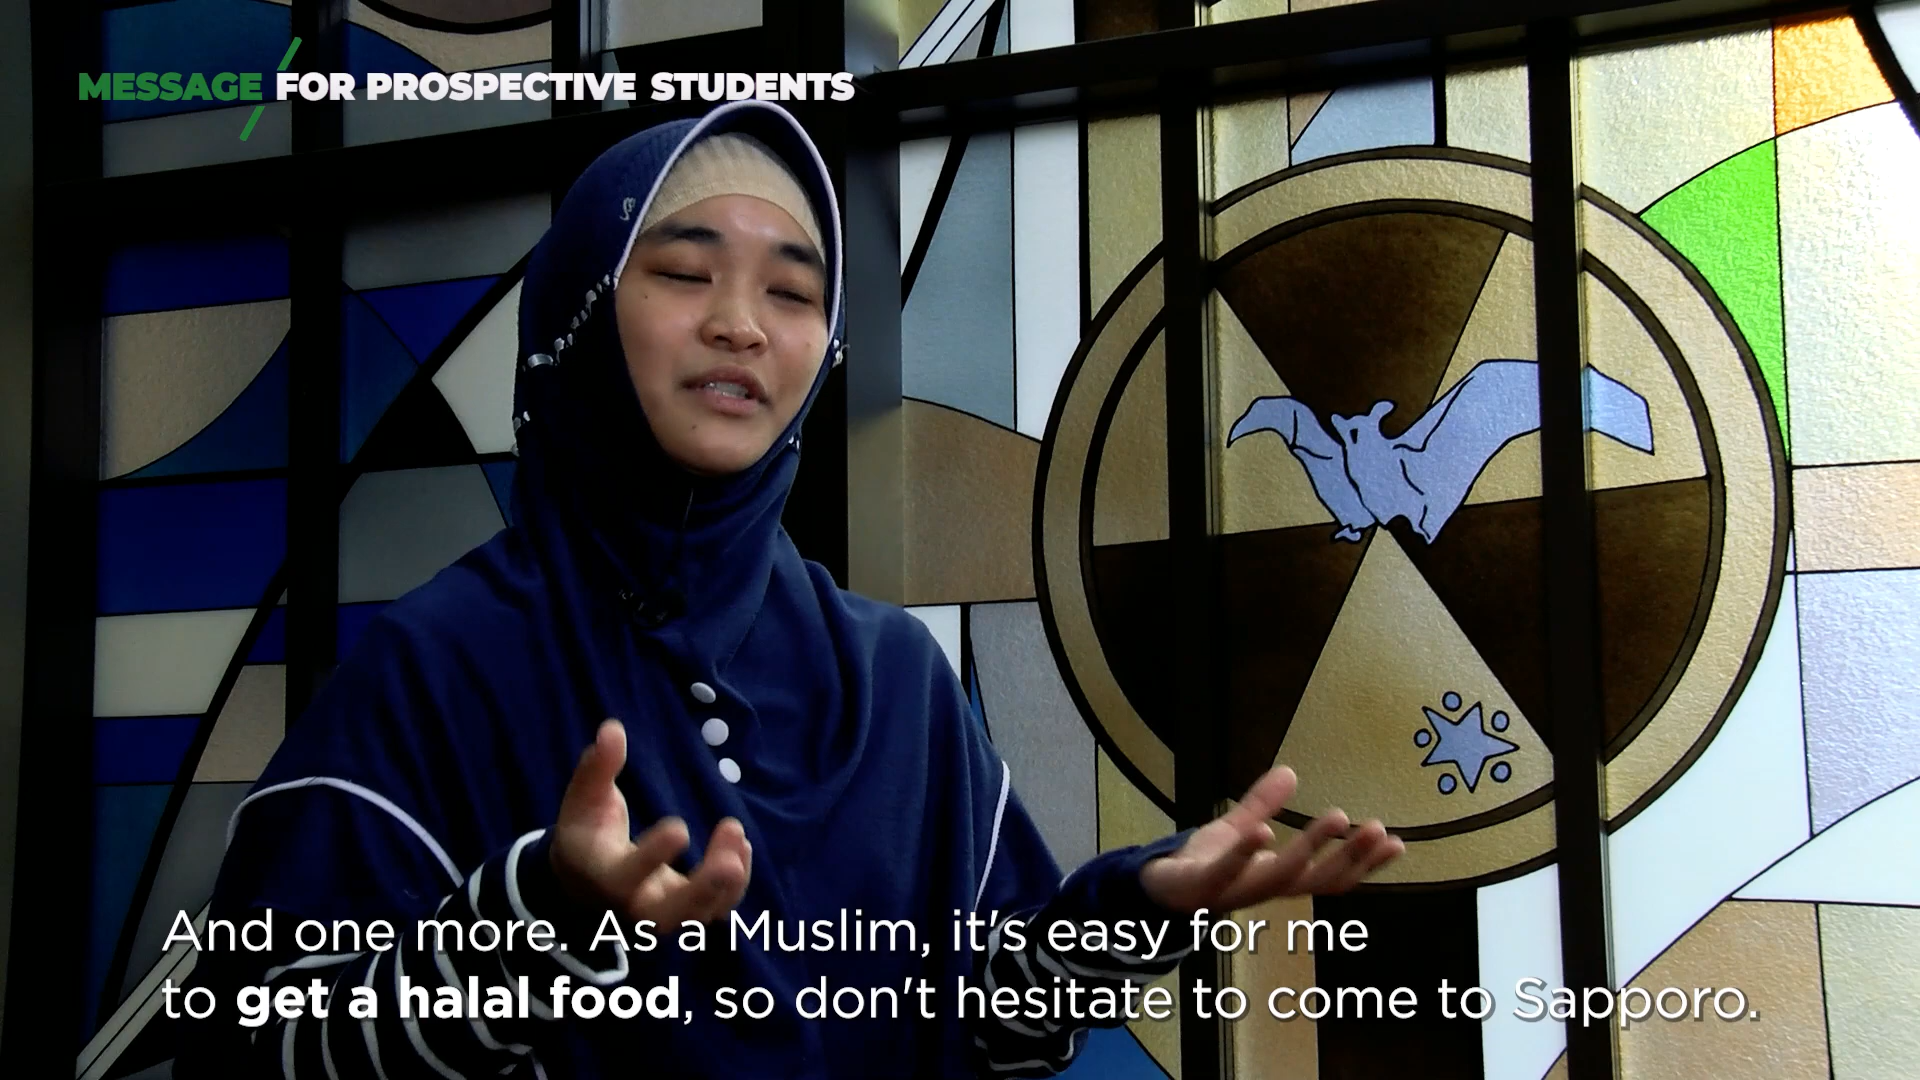 MESSAGE FOR PROSPECTIVE STUDENTS
And one more. As a Muslim, it's easy for me
to get a halal food, so don't hesitate to come to Sapporo.